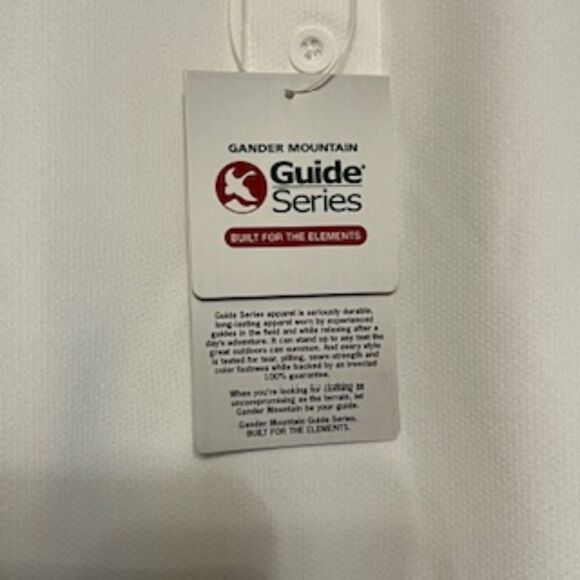 GANDER MOUNTAIN
Guide®
Series
BUILT FOR THE ELEMENTS
Guide Series apparel is seriously durable,
long-lasting apparel worn by experienced
guides in the field and while relaxing after a
day's adventure. It can stand up to any test the
great outdoors can summon. And every style
is tested for tear, pilling, seam strength and
color fastness while backed by an ironclad
100% guarantee.
When you're looking for clothing as
uncompromising as the terrain, let
Gander Mountain be your guide.
Gander Mountain Guide Series.
BUILT FOR THE ELEMENTS.